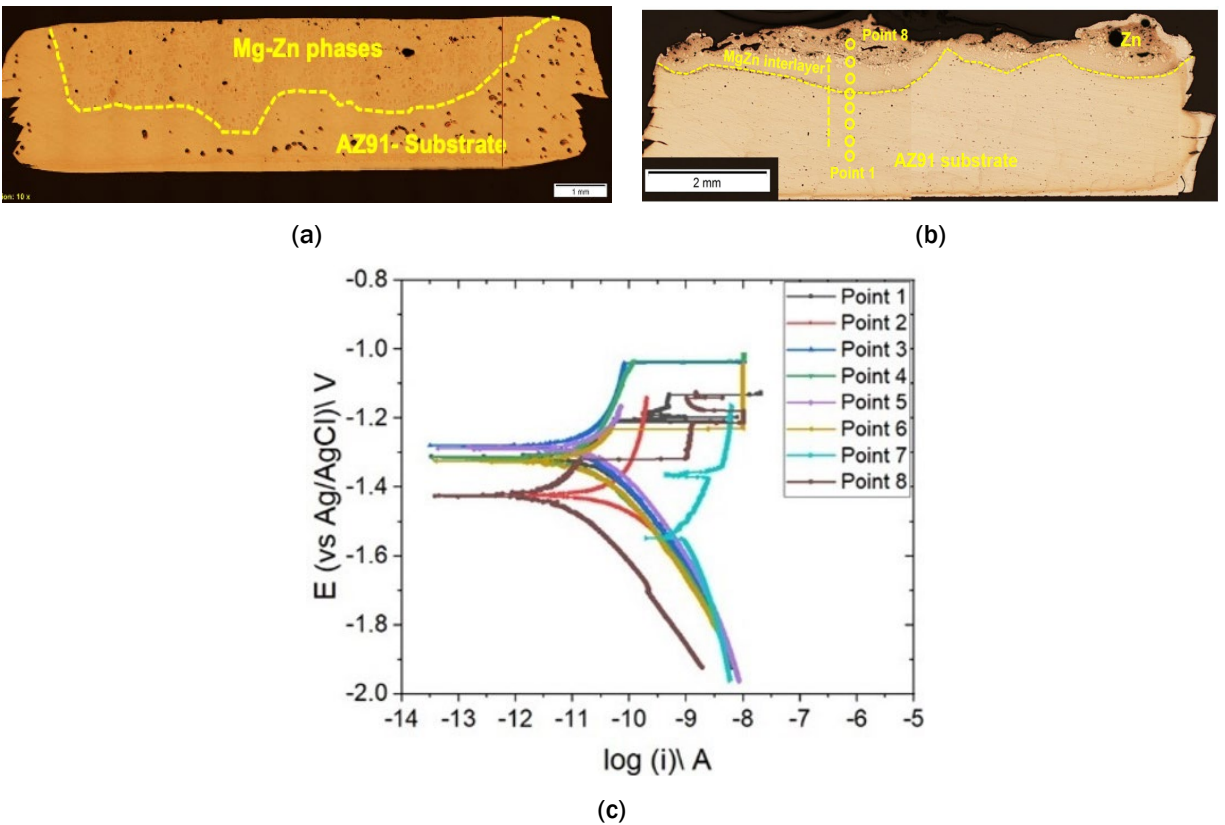 Mg-Zn phases
AZ91- Substrate
ion: 10 x
1 mm
(a)
Point 8
Zn
MgZn interlayer
AZ91 substrate
Point 1
2 mm
(b)
-0.8
-1.0
-1.2
-1.4
-1.6
-1.8
-2.0
E (vs Ag/AgCl)\ V
Point 1
Point 2
Point 3
Point 4
Point 5
Point 6
Point 7
Point 8
-14 -13 -12 -11 -10 -9 -8 -7 -6 -5
log (i)\ A
(c)